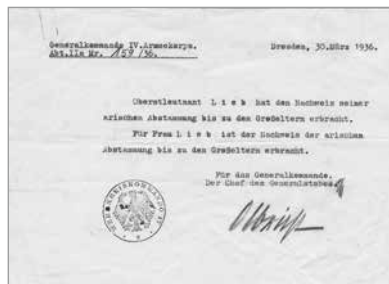 Generalkommando IV.Armeekorps.
Abt.IIa Nr. 159 /36.
Dresden, 30.März 1936.
Oberstleutnant L i e b hat den Nachweis seiner
arischen Abstammung bis zu den Großeltern erbracht.
Für Frau L i e b ist der Nachweis der arischen
Abstammung bis zu den Großeltern erbracht.
Für das Generalkommando.
Der Chef des Generalstabes
Olbricht